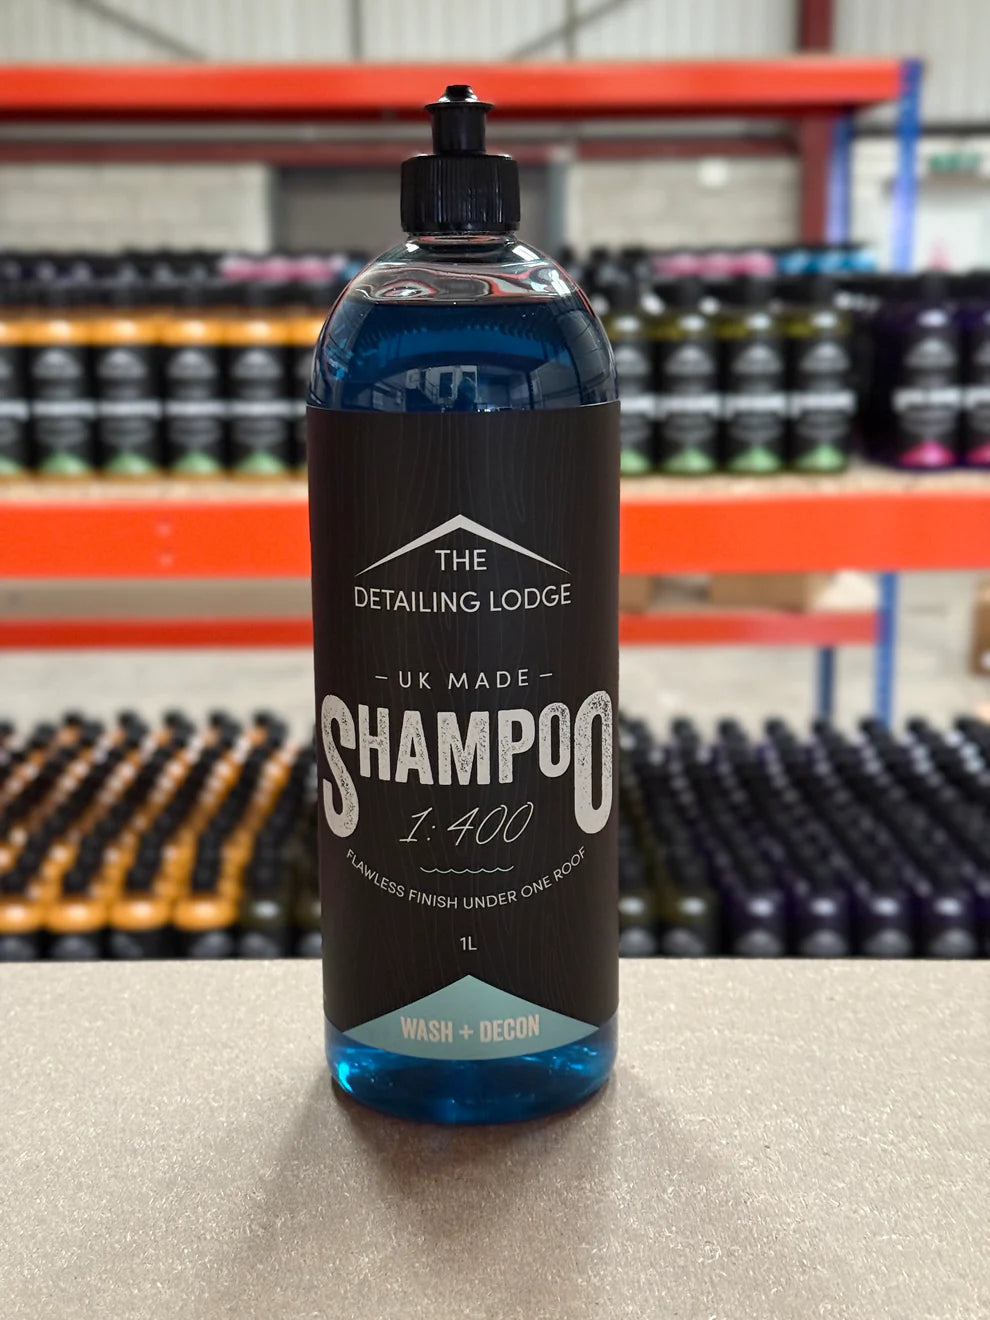 THE
DETAILING LODGE
– UK MADE –
SHAMPOO
1:400
FLAWLESS FINISH UNDER ONE ROOF
1L
WASH + DECON